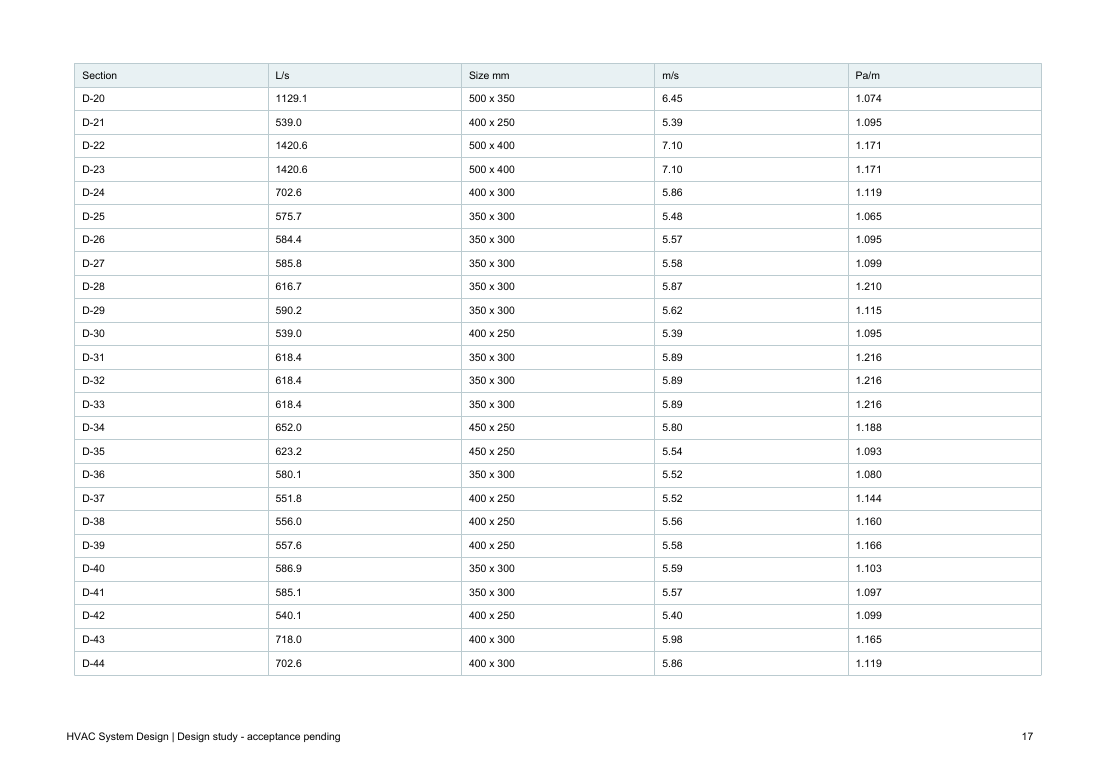 Section L/s Size mm m/s Pa/m
D-20 1129.1 500 x 350 6.45 1.074
D-21 539.0 400 x 250 5.39 1.095
D-22 1420.6 500 x 400 7.10 1.171
D-23 1420.6 500 x 400 7.10 1.171
D-24 702.6 400 x 300 5.86 1.119
D-25 575.7 350 x 300 5.48 1.065
D-26 584.4 350 x 300 5.57 1.095
D-27 585.8 350 x 300 5.58 1.099
D-28 616.7 350 x 300 5.87 1.210
D-29 590.2 350 x 300 5.62 1.115
D-30 539.0 400 x 250 5.39 1.095
D-31 618.4 350 x 300 5.89 1.216
D-32 618.4 350 x 300 5.89 1.216
D-33 618.4 350 x 300 5.89 1.216
D-34 652.0 450 x 250 5.80 1.188
D-35 623.2 450 x 250 5.54 1.093
D-36 580.1 350 x 300 5.52 1.080
D-37 551.8 400 x 250 5.52 1.144
D-38 556.0 400 x 250 5.56 1.160
D-39 557.6 400 x 250 5.58 1.166
D-40 586.9 350 x 300 5.59 1.103
D-41 585.1 350 x 300 5.57 1.097
D-42 540.1 400 x 250 5.40 1.099
D-43 718.0 400 x 300 5.98 1.165
D-44 702.6 400 x 300 5.86 1.119
HVAC System Design | Design study - acceptance pending 17